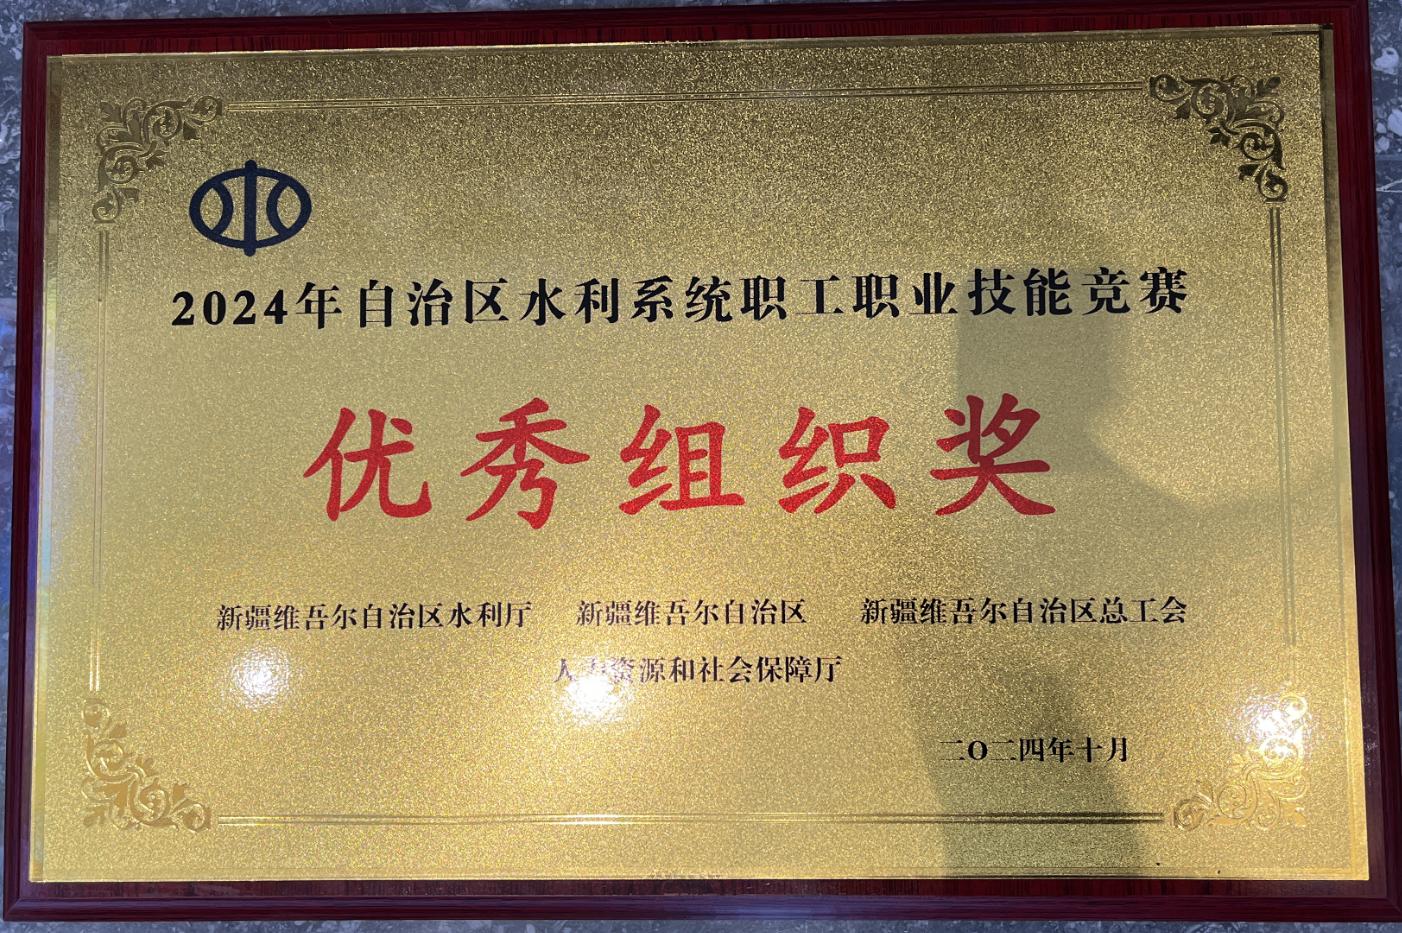 2024年自治区水利系统职工职业技能竞赛
优秀组织奖
新疆维吾尔自治区水利厅 新疆维吾尔自治区 新疆维吾尔自治区总工会
人力资源和社会保障厅
二O二四年十月